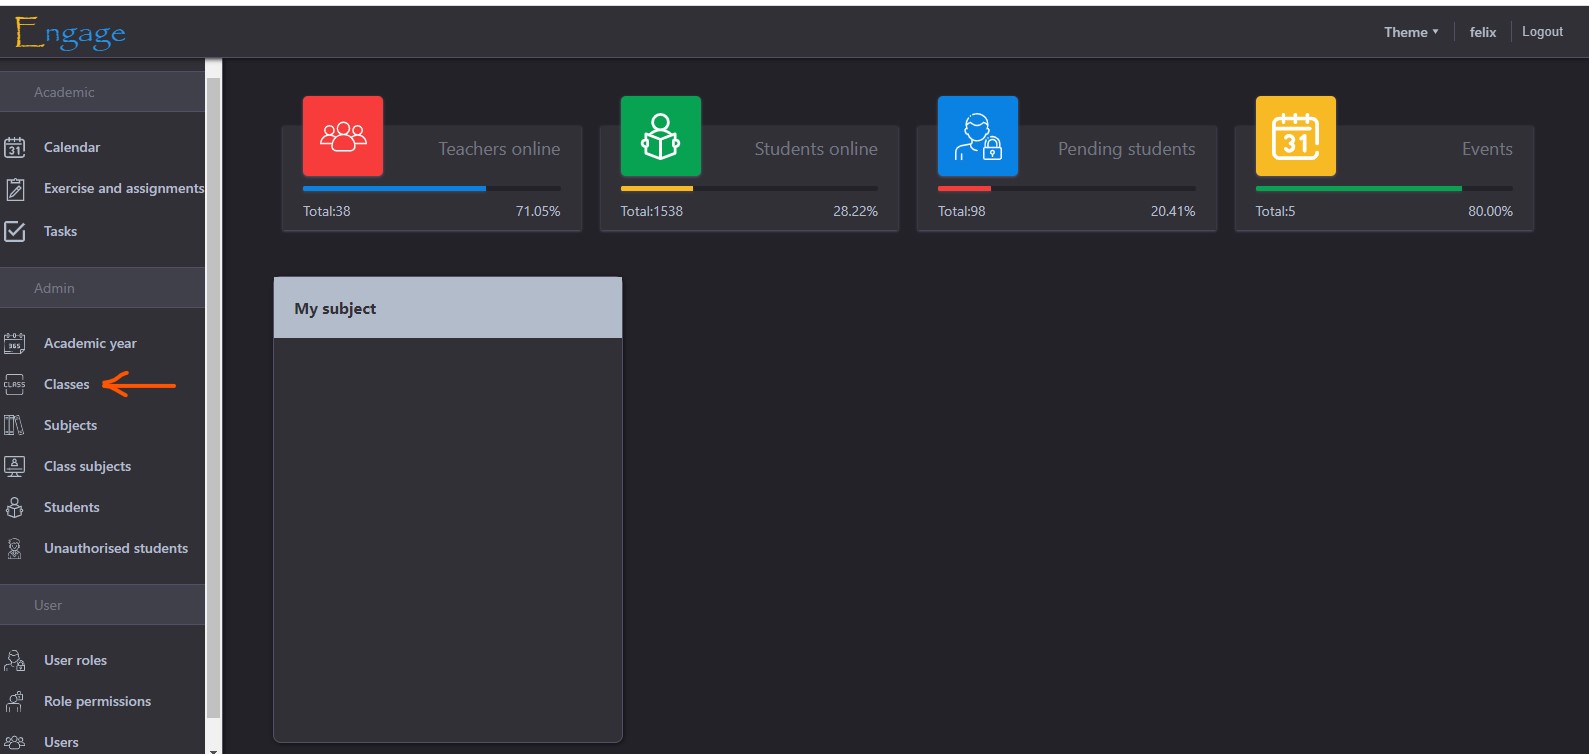 Engage
Theme
felix
Logout
Academic
31
Calendar
Exercise and assignments
Tasks
Admin
365
Academic year
CLASS
Classes
Subjects
Class subjects
Students
Unauthorised students
User
User roles
Role permissions
Users
Teachers online
Total:38
71.05%
Students online
Total:1538
28.22%
Pending students
Total:98
20.41%
31
Events
Total:5
80.00%
My subject